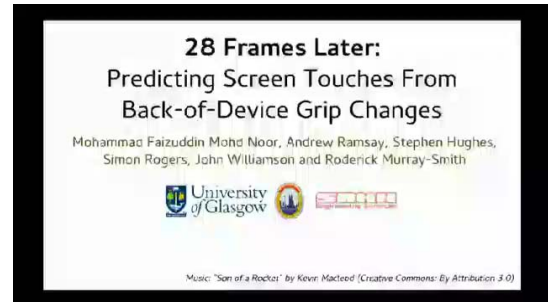 28 Frames Later:
Predicting Screen Touches From
Back-of-Device Grip Changes
Mohammad Faizuddin Mohd Noor, Andrew Ramsay, Stephen Hughes,
Simon Rogers, John Williamson and Roderick Murray-Smith
University
of Glasgow
Music: "Son of a Rocket" by Kevin Macleod (Creative Commons: By Attribution 3.0)